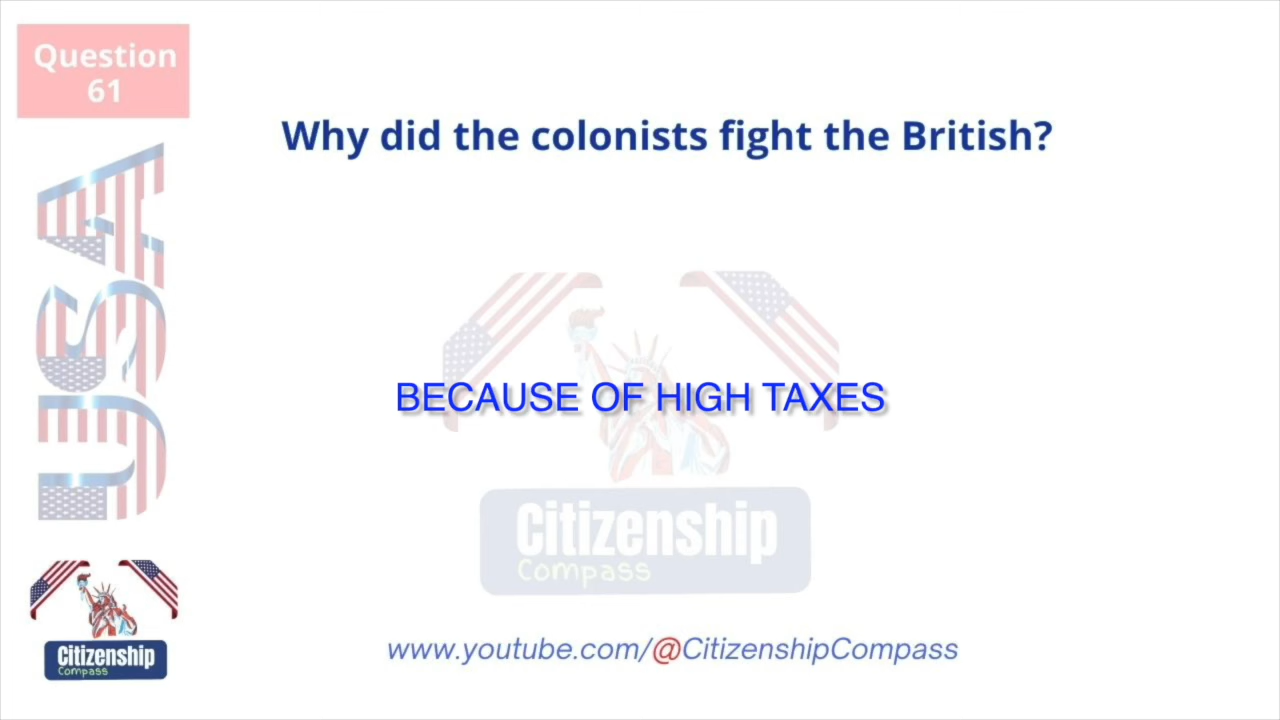 Question
61
Why did the colonists fight the British?
USA
BECAUSE OF HIGH TAXES
Citizenship
Compass
Citizenship
Compass
www.youtube.com/@CitizenshipCompass